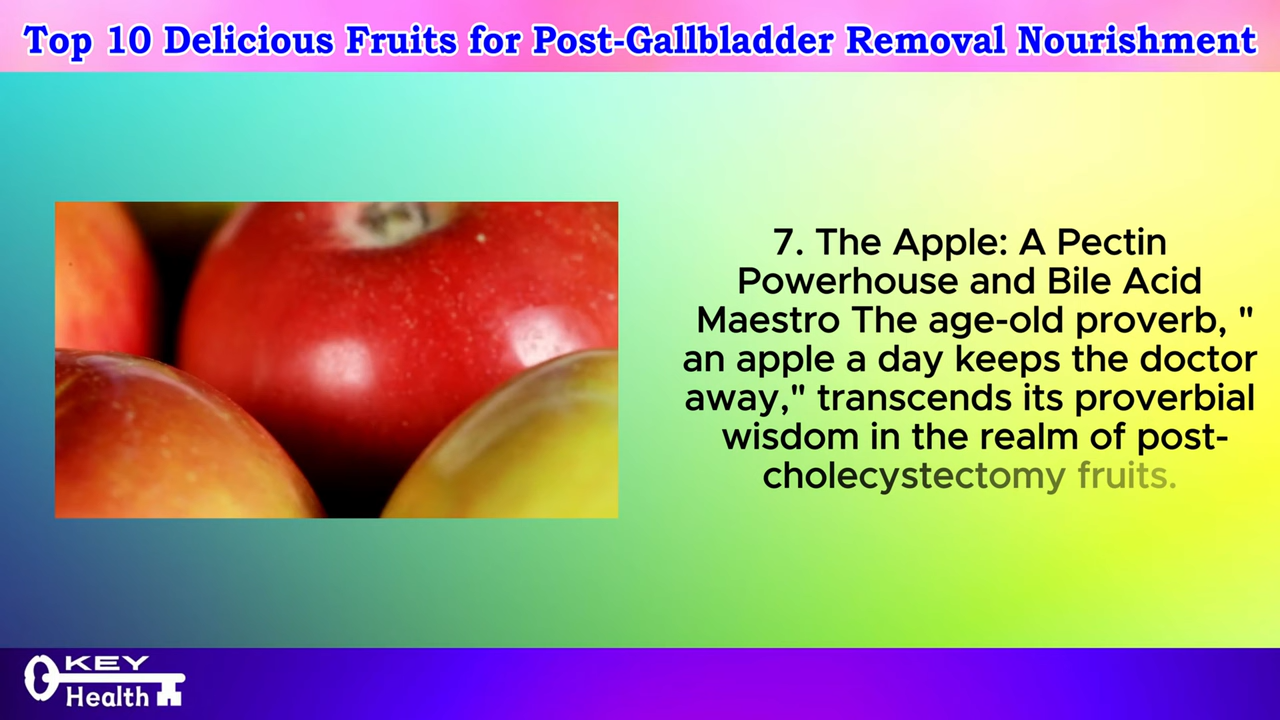 Top 10 Delicious Fruits for Post-Gallbladder Removal Nourishment
7. The Apple: A Pectin
Powerhouse and Bile Acid
Maestro The age-old proverb, "
an apple a day keeps the doctor
away," transcends its proverbial
wisdom in the realm of post-
cholecystectomy fruits.
KEY
Health